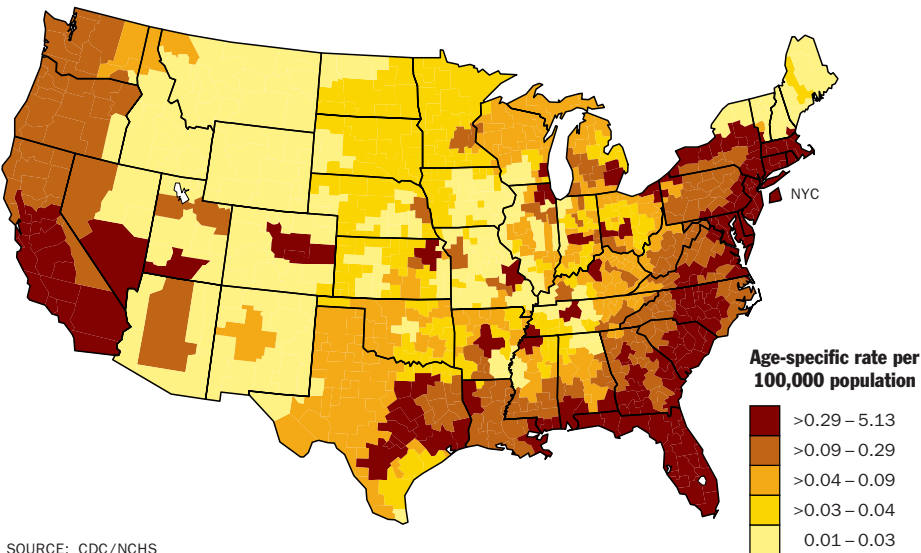 NYC
Age-specific rate per
100,000 population
>0.29–5.13
>0.09–0.29
>0.04–0.09
>0.03–0.04
0.01–0.03
SOURCE: CDC/NCHS